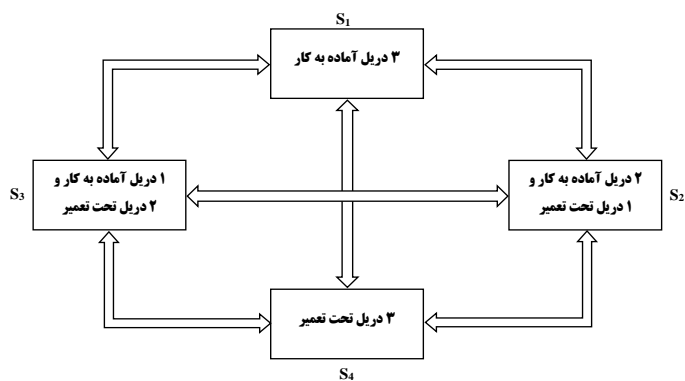 S1
۳ دریل آماده به کار
S3
۱ دریل آماده به کار و
۲ دریل تحت تعمیر
۲ دریل آماده به کار و
۱ دریل تحت تعمیر
S2
۳ دریل تحت تعمیر
S4